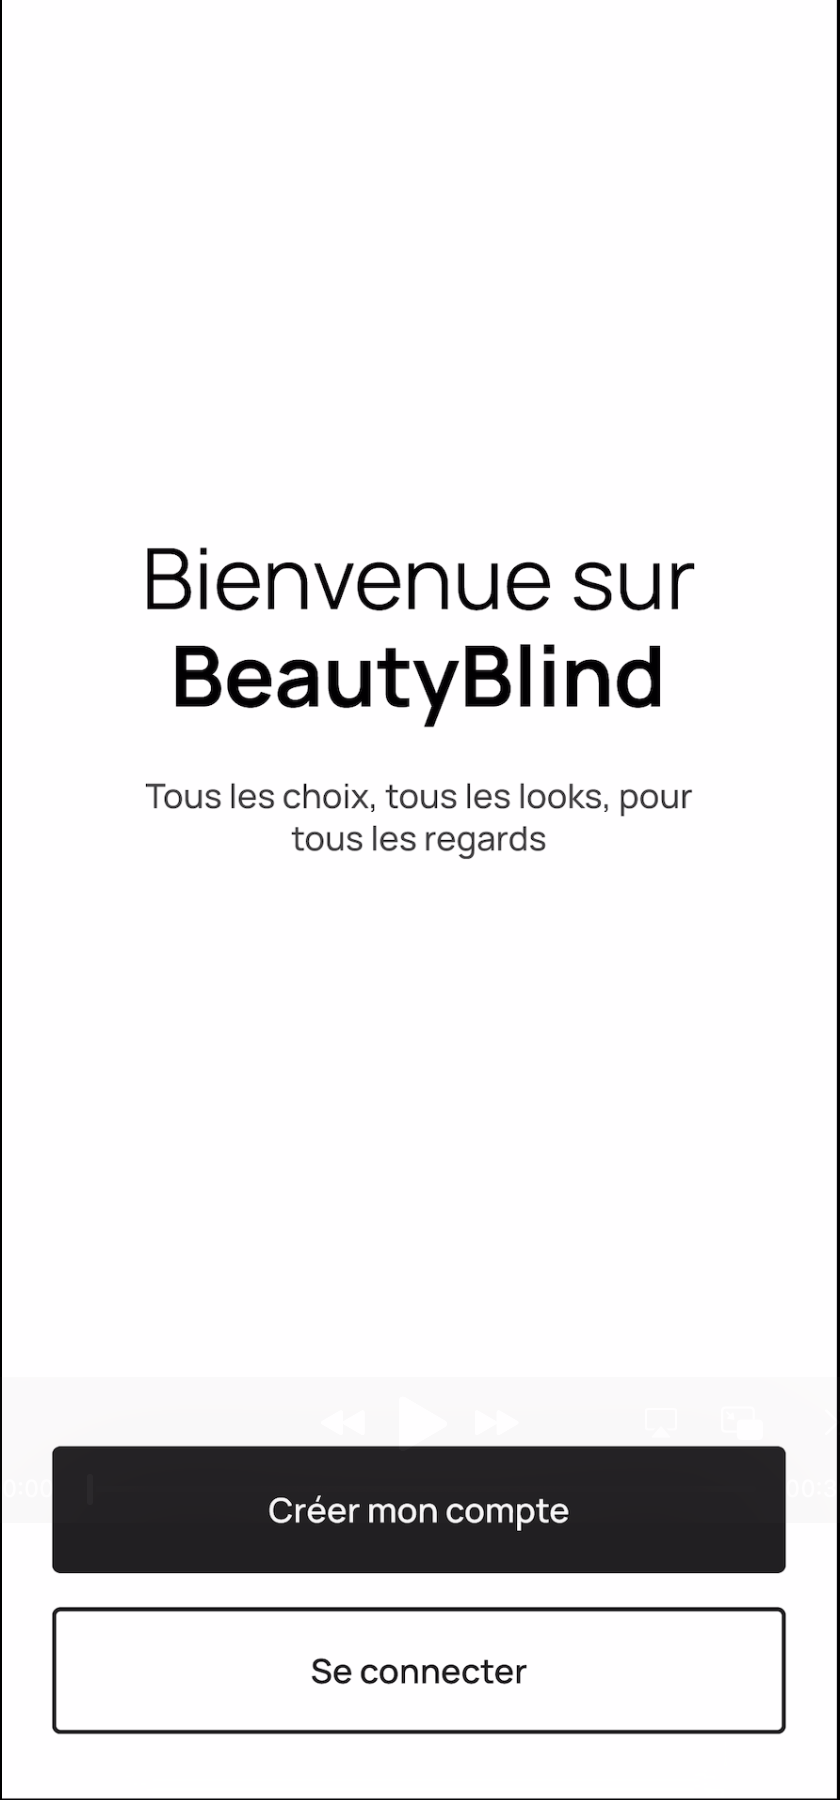 Bienvenue sur
BeautyBlind
Tous les choix, tous les looks, pour
tous les regards
Créer mon compte
Se connecter